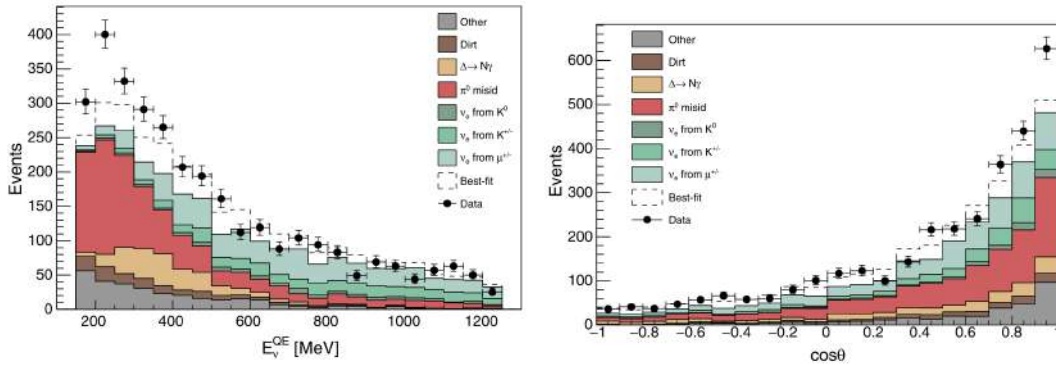 Events
400
350
300
250
200
150
100
50
0
Other
Dirt
Δ→ Nγ
π⁰ misid
νₑ from K⁰
νₑ from K⁺/⁻
νₑ from μ⁺/⁻
Best-fit
Data
200 400 600 800 1000 1200
E_ν^QE [MeV]
Events
600
500
400
300
200
100
0
Other
Dirt
Δ→ Nγ
π⁰ misid
νₑ from K⁰
νₑ from K⁺/⁻
νₑ from μ⁺/⁻
Best-fit
Data
−1 −0.8 −0.6 −0.4 −0.2 0 0.2 0.4 0.6 0.8 1
cosθ